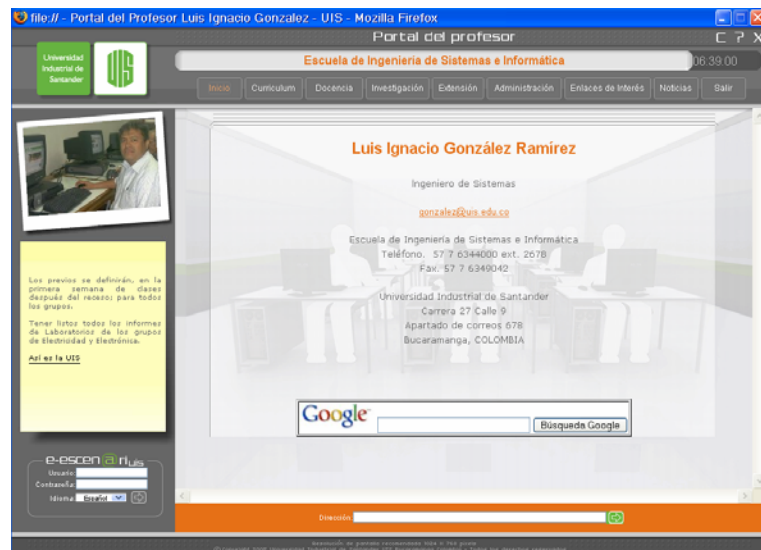 file:// - Portal del Profesor Luis Ignacio Gonzalez - UIS - Mozilla Firefox
Portal del profesor
C ? X
Universidad
Industrial de
Santander
UIS
Escuela de Ingeniería de Sistemas e Informática
06:39:00
Inicio Curriculum Docencia Investigación Extensión Administración Enlaces de Interés Noticias Salir
Luis Ignacio González Ramírez
Ingeniero de Sistemas
gonzalez@uis.edu.co
Escuela de Ingeniería de Sistemas e Informática
Teléfono. 57 7 6344000 ext. 2678
Fax. 57 7 6349042
Universidad Industrial de Santander
Carrera 27 Calle 9
Apartado de correos 678
Bucaramanga, COLOMBIA
Los previos se definirán, en la
primera semana de clases
después del receso; para todos
los grupos.
Tener listos todos los informes
de Laboratorios de los grupos
de Electricidad y Electrónica.
Así es la UIS
Google
Búsqueda Google
e-escen@riuis
Usuario:
Contraseña:
Idioma: Español
Dirección: